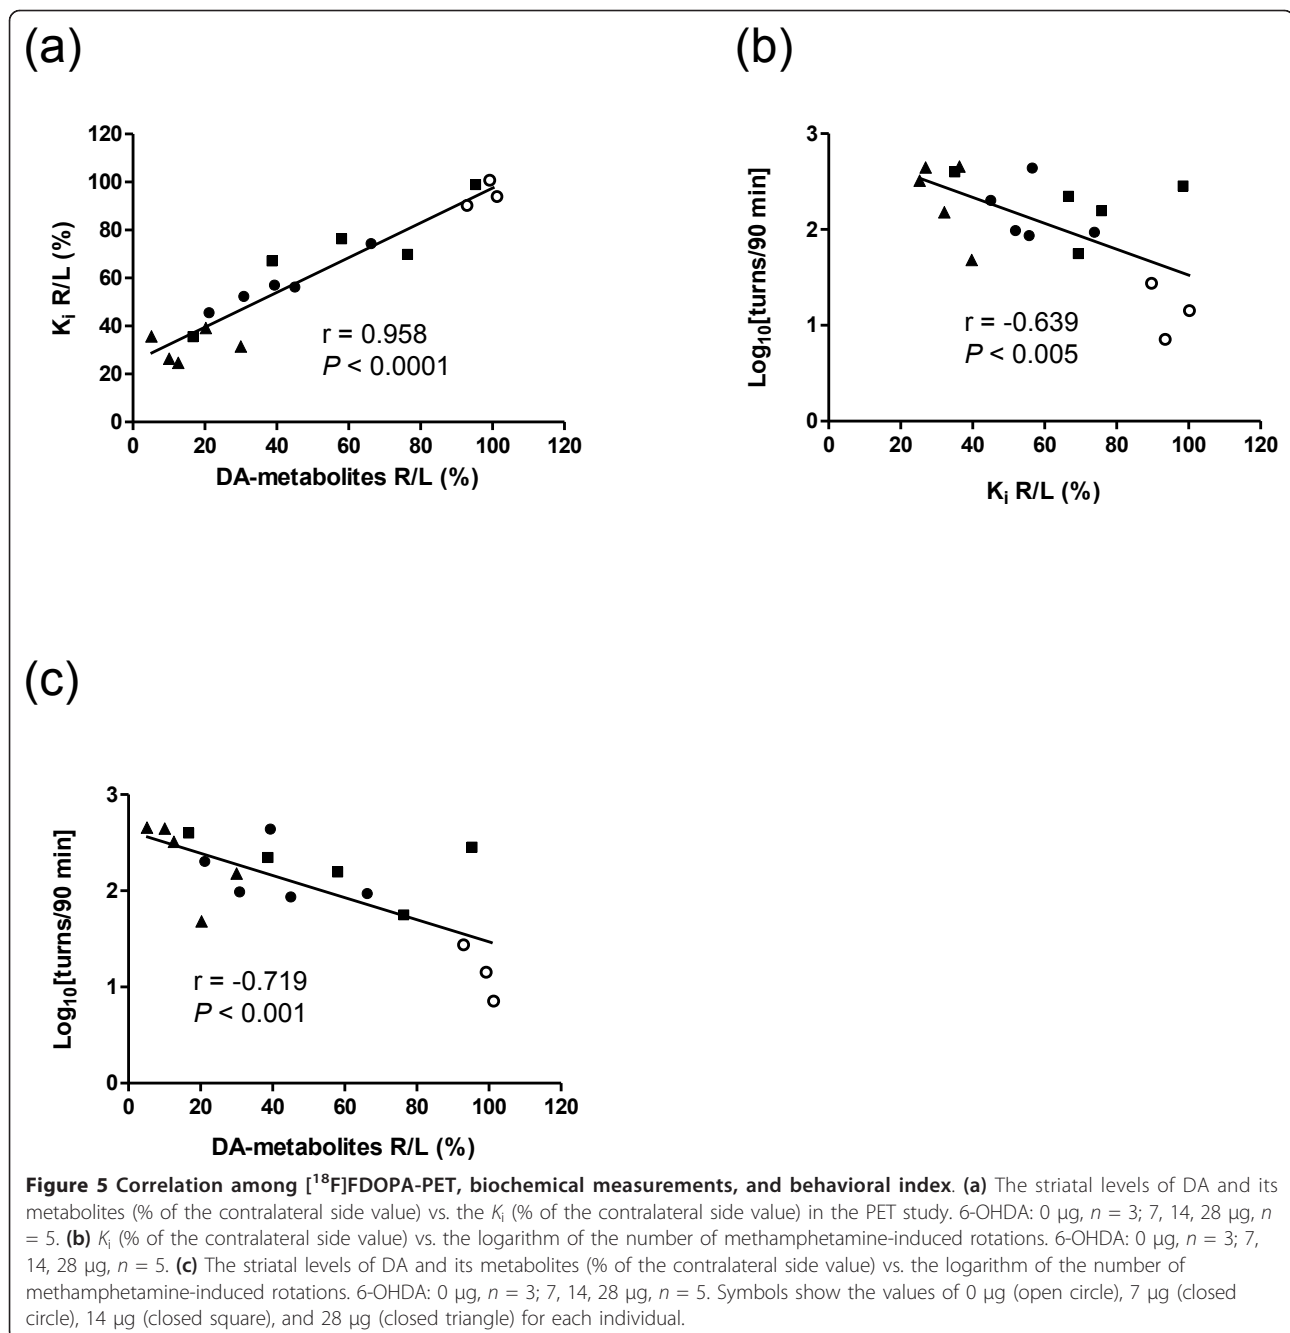 (a)
120
100
80
60
40
20
0
Kᵢ R/L (%)
r = 0.958
P < 0.0001
0 20 40 60 80 100 120
DA-metabolites R/L (%)
(b)
3
2
1
0
Log₁₀[turns/90 min]
r = -0.639
P < 0.005
0 20 40 60 80 100 120
Kᵢ R/L (%)
(c)
3
2
1
0
Log₁₀[turns/90 min]
r = -0.719
P < 0.001
0 20 40 60 80 100 120
DA-metabolites R/L (%)
Figure 5 Correlation among [¹⁸F]FDOPA-PET, biochemical measurements, and behavioral index. (a) The striatal levels of DA and its
metabolites (% of the contralateral side value) vs. the Kᵢ (% of the contralateral side value) in the PET study. 6-OHDA: 0 μg, n = 3; 7, 14, 28 μg, n
= 5. (b) Kᵢ (% of the contralateral side value) vs. the logarithm of the number of methamphetamine-induced rotations. 6-OHDA: 0 μg, n = 3; 7,
14, 28 μg, n = 5. (c) The striatal levels of DA and its metabolites (% of the contralateral side value) vs. the logarithm of the number of
methamphetamine-induced rotations. 6-OHDA: 0 μg, n = 3; 7, 14, 28 μg, n = 5. Symbols show the values of 0 μg (open circle), 7 μg (closed
circle), 14 μg (closed square), and 28 μg (closed triangle) for each individual.